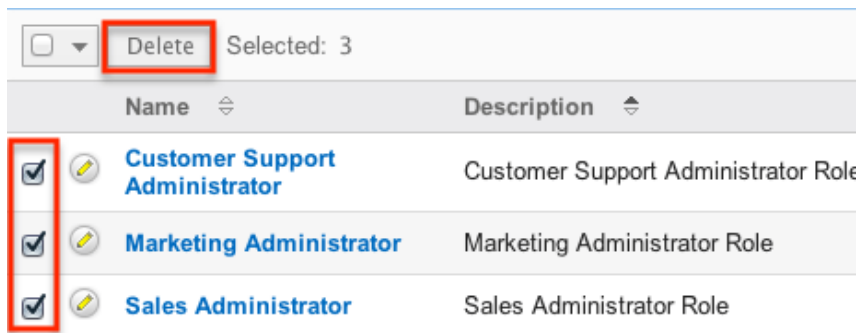 Delete Selected: 3
Name Description
Customer Support
Administrator
Customer Support Administrator Role
Marketing Administrator Marketing Administrator Role
Sales Administrator Sales Administrator Role